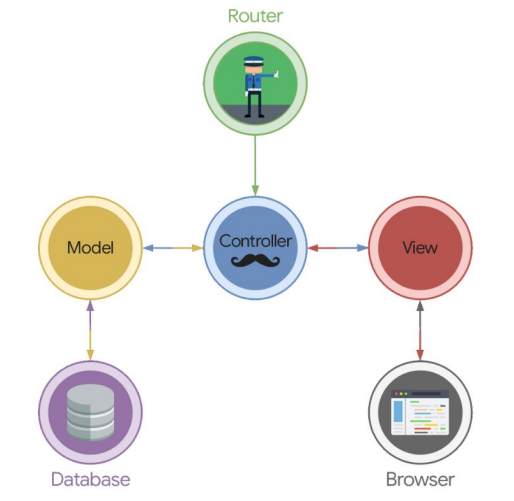 Router
Model
Controller
View
Database
Browser